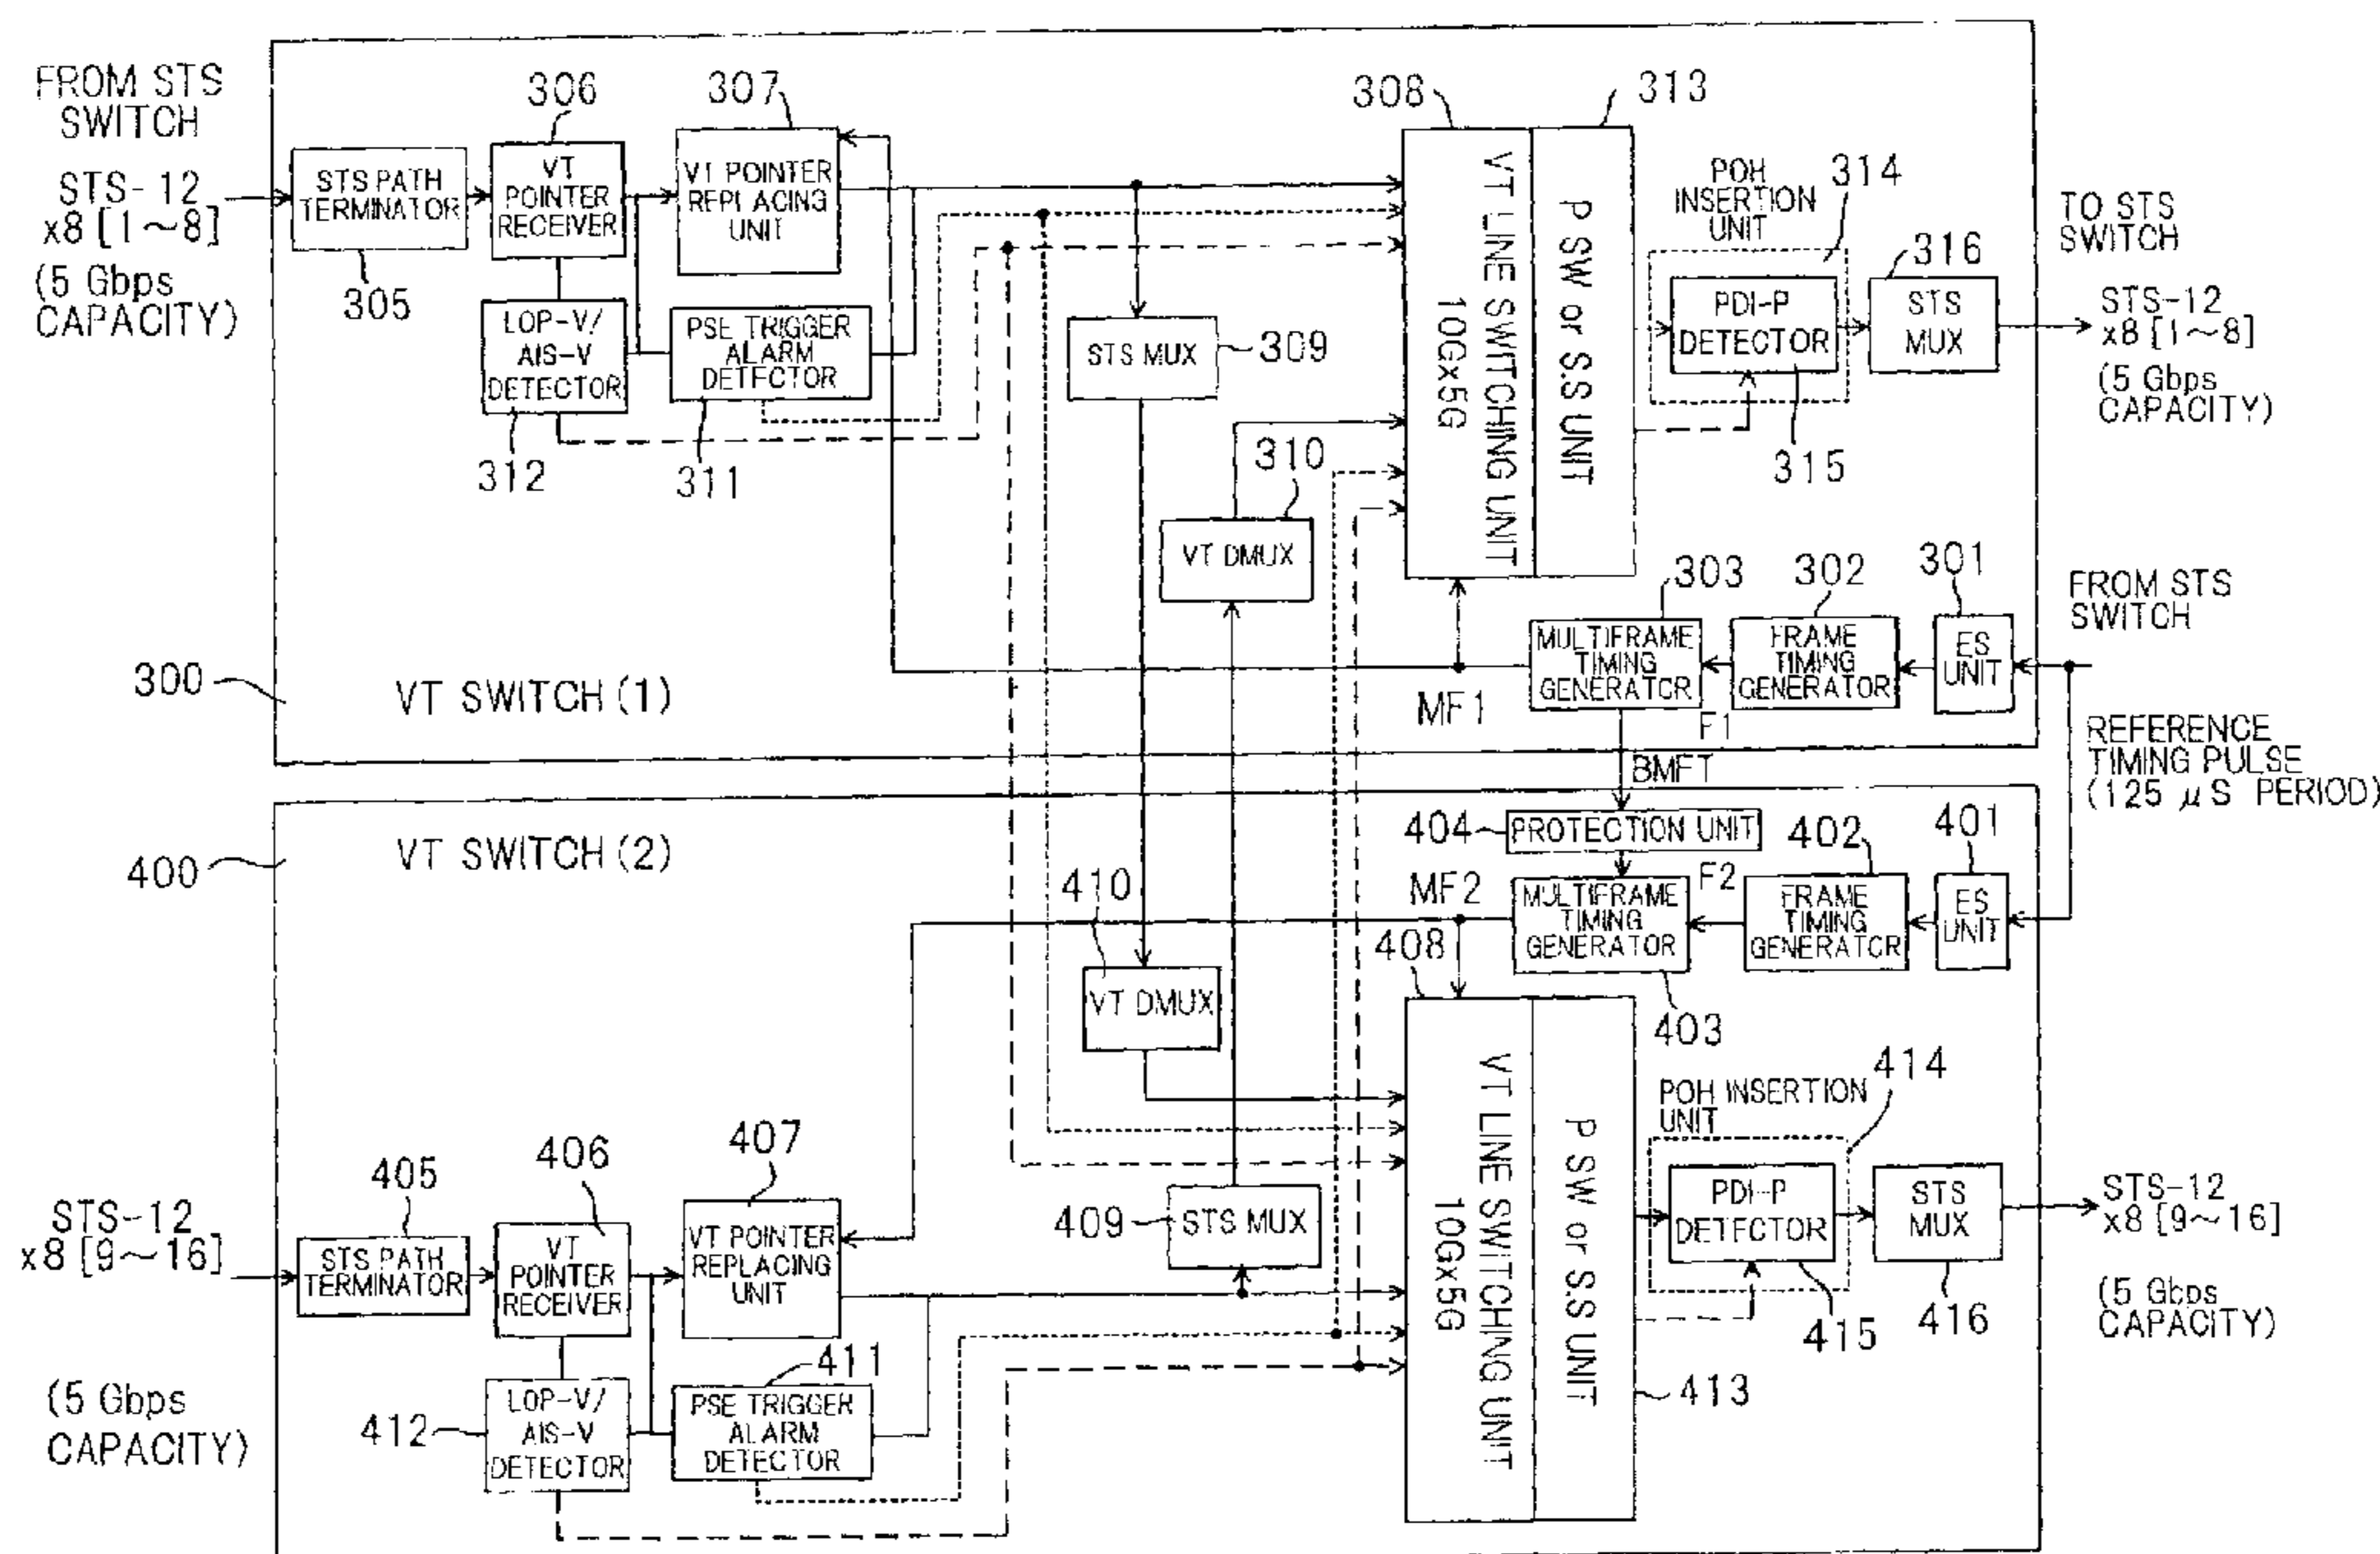 FROM STS
SWITCH
STS-12
x8 [1~8]
(5 Gbps
CAPACITY)
STS PATH
TERMINATOR
305
306
VT
POINTER
RECEIVER
307
VT POINTER
REPLACING
UNIT
LOP-V/
AIS-V
DETECTOR
312
PSE TRIGGER
ALARM
DETECTOR
311
STS MUX
309
310
VT DMUX
308
VT LINE SWITCHING UNIT
10Gx5G
313
P SW or S.S UNIT
POH
INSERTION
UNIT
314
PDI-P
DETECTOR
315
316
STS
MUX
TO STS
SWITCH
STS-12
x8 [1~8]
(5 Gbps
CAPACITY)
303
MULTIFRAME
TIMING
GENERATOR
302
FRAME
TIMING
GENERATOR
301
ES
UNIT
FROM STS
SWITCH
MF1
F1
BMFT
300
VT SWITCH (1)
REFERENCE
TIMING PULSE
(125 μS PERIOD)
400
VT SWITCH (2)
404
PROTECTION UNIT
MF2
MULTIFRAME
TIMING
GENERATOR
403
F2
402
FRAME
TIMING
GENERATOR
401
ES
UNIT
410
VT DMUX
408
VT LINE SWITCHING UNIT
10Gx5G
P SW or S.S UNIT
413
POH INSERTION
UNIT
414
PDI-P
DETECTOR
415
STS
MUX
416
STS-12
x8 [9~16]
(5 Gbps
CAPACITY)
STS-12
x8 [9~16]
(5 Gbps
CAPACITY)
405
STS PATH
TERMINATOR
406
VT
POINTER
RECEIVER
407
VT POINTER
REPLACING
UNIT
409
STS MUX
411
PSE TRIGGER
ALARM
DETECTOR
412
LOP-V/
AIS-V
DETECTOR